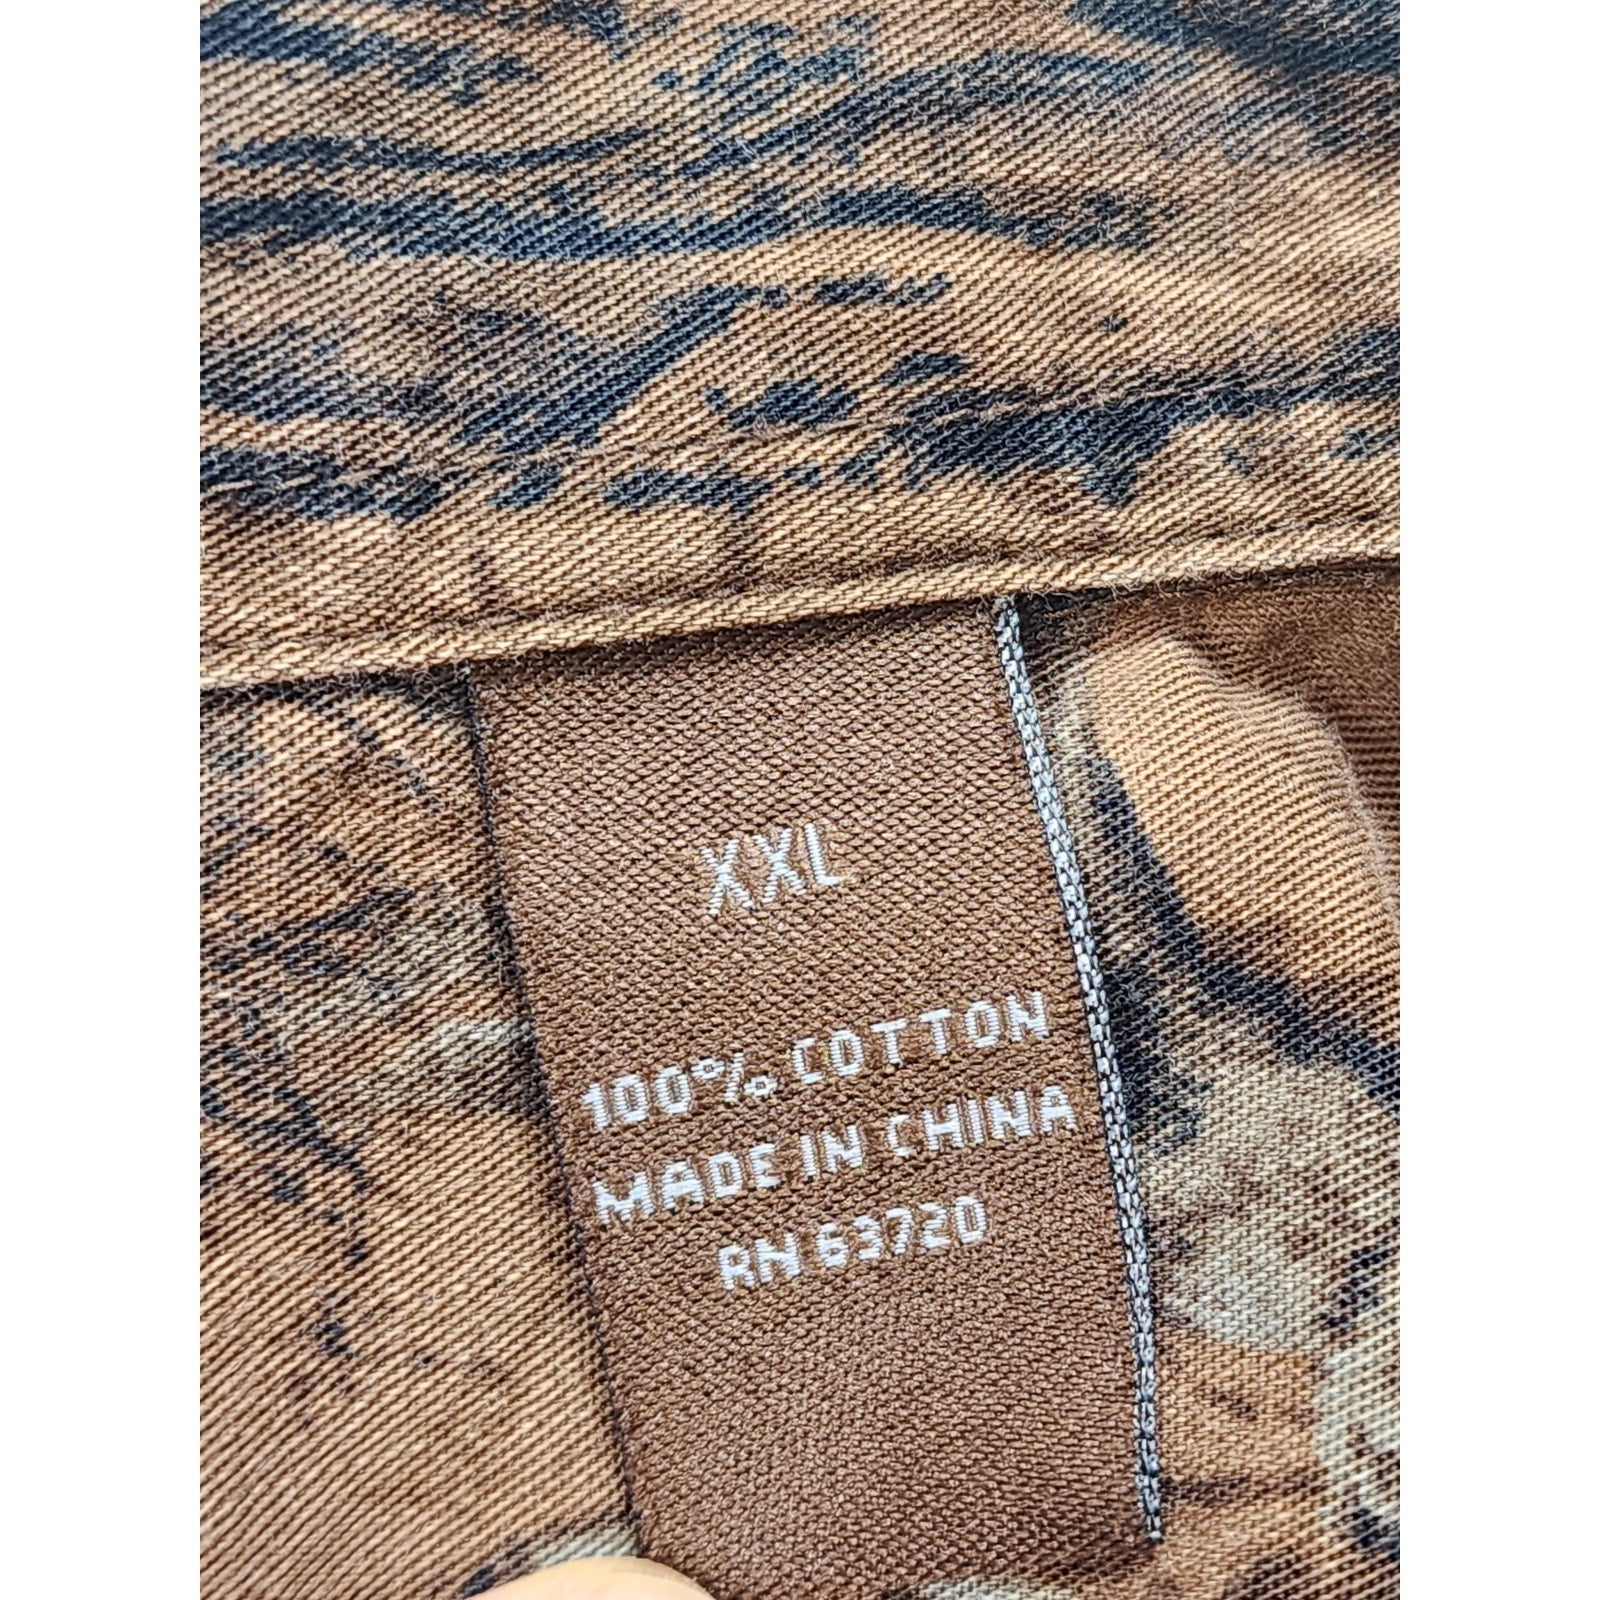 XXL
100% COTTON
MADE IN CHINA
RN 63720